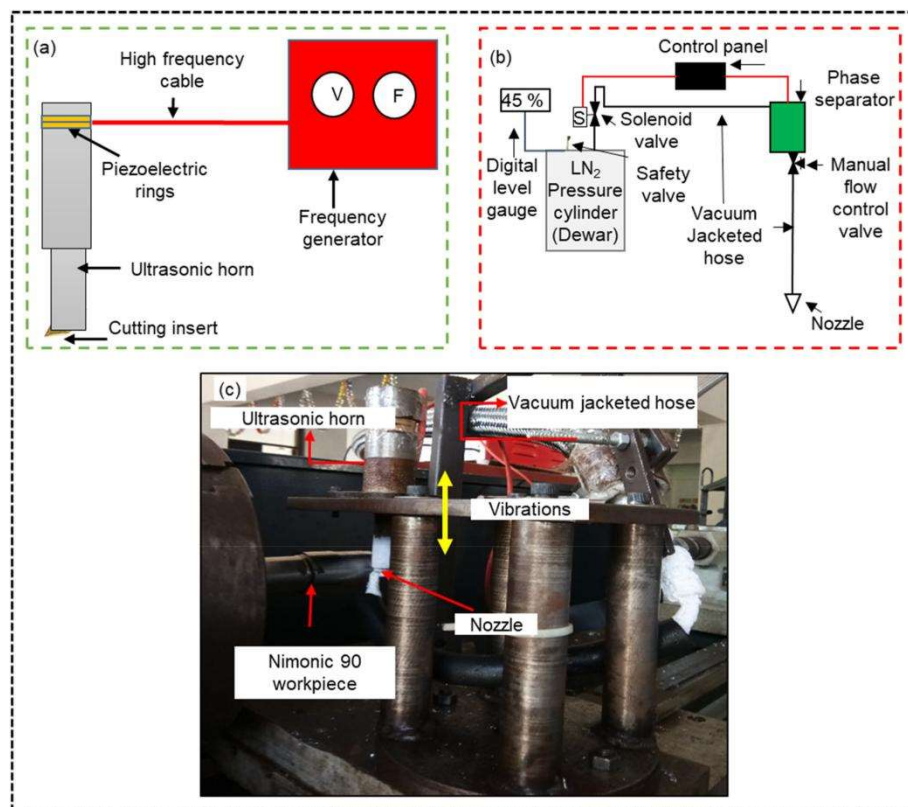 (a)
High frequency
cable
V
F
Piezoelectric
rings
Frequency
generator
Ultrasonic horn
Cutting insert
(b)
Control panel
Phase
separator
45 %
S
Solenoid
valve
Digital
level
gauge
LN2
Pressure
cylinder
(Dewar)
Safety
valve
Vacuum
Jacketed
hose
Manual
flow
control
valve
Nozzle
(c)
Ultrasonic horn
Vacuum jacketed hose
Vibrations
Nozzle
Nimonic 90
workpiece